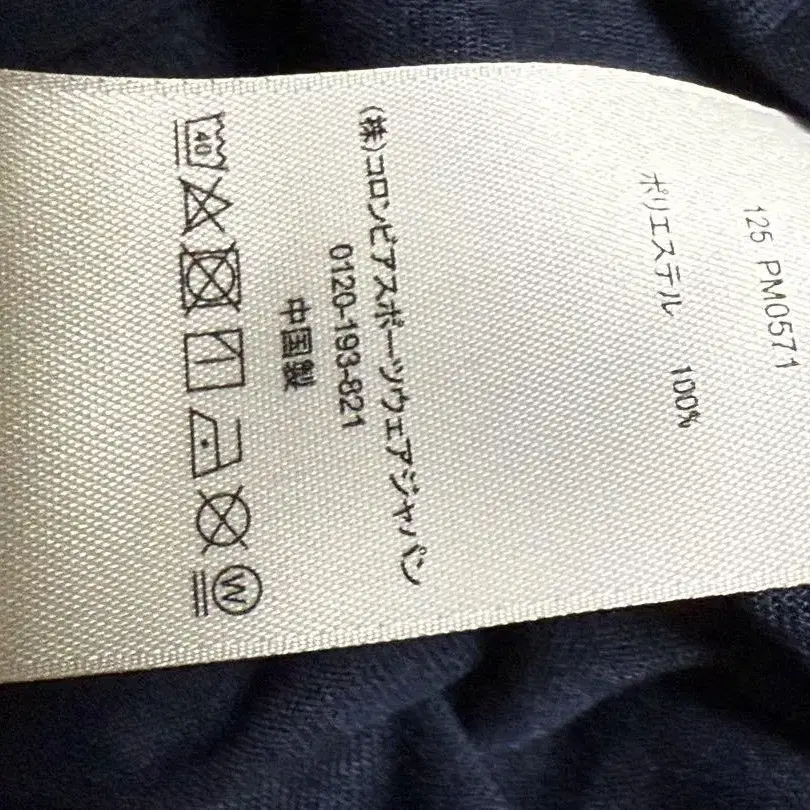 125 PM0571
ポリエステル 100%
(株)コロンビアスポーツウェアジャパン
0120-193-821
中国製
40
W